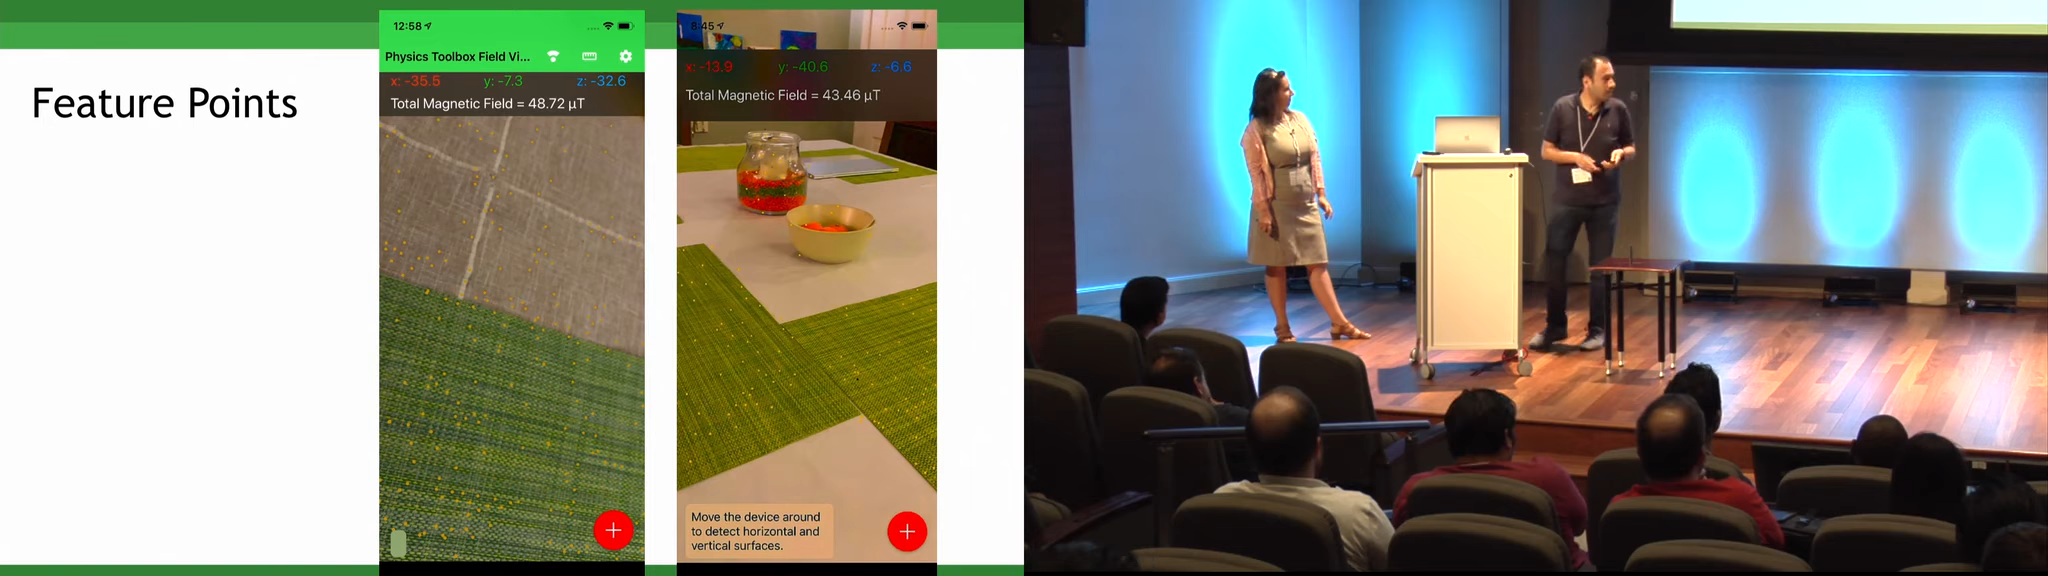 Feature Points
12:58
Physics Toolbox Field Vi...
x: -35.5 y: -7.3 z: -32.6
Total Magnetic Field = 48.72 µT
8:45
x: -13.9 y: -40.6 z: -6.6
Total Magnetic Field = 43.46 µT
Move the device around
to detect horizontal and
vertical surfaces.